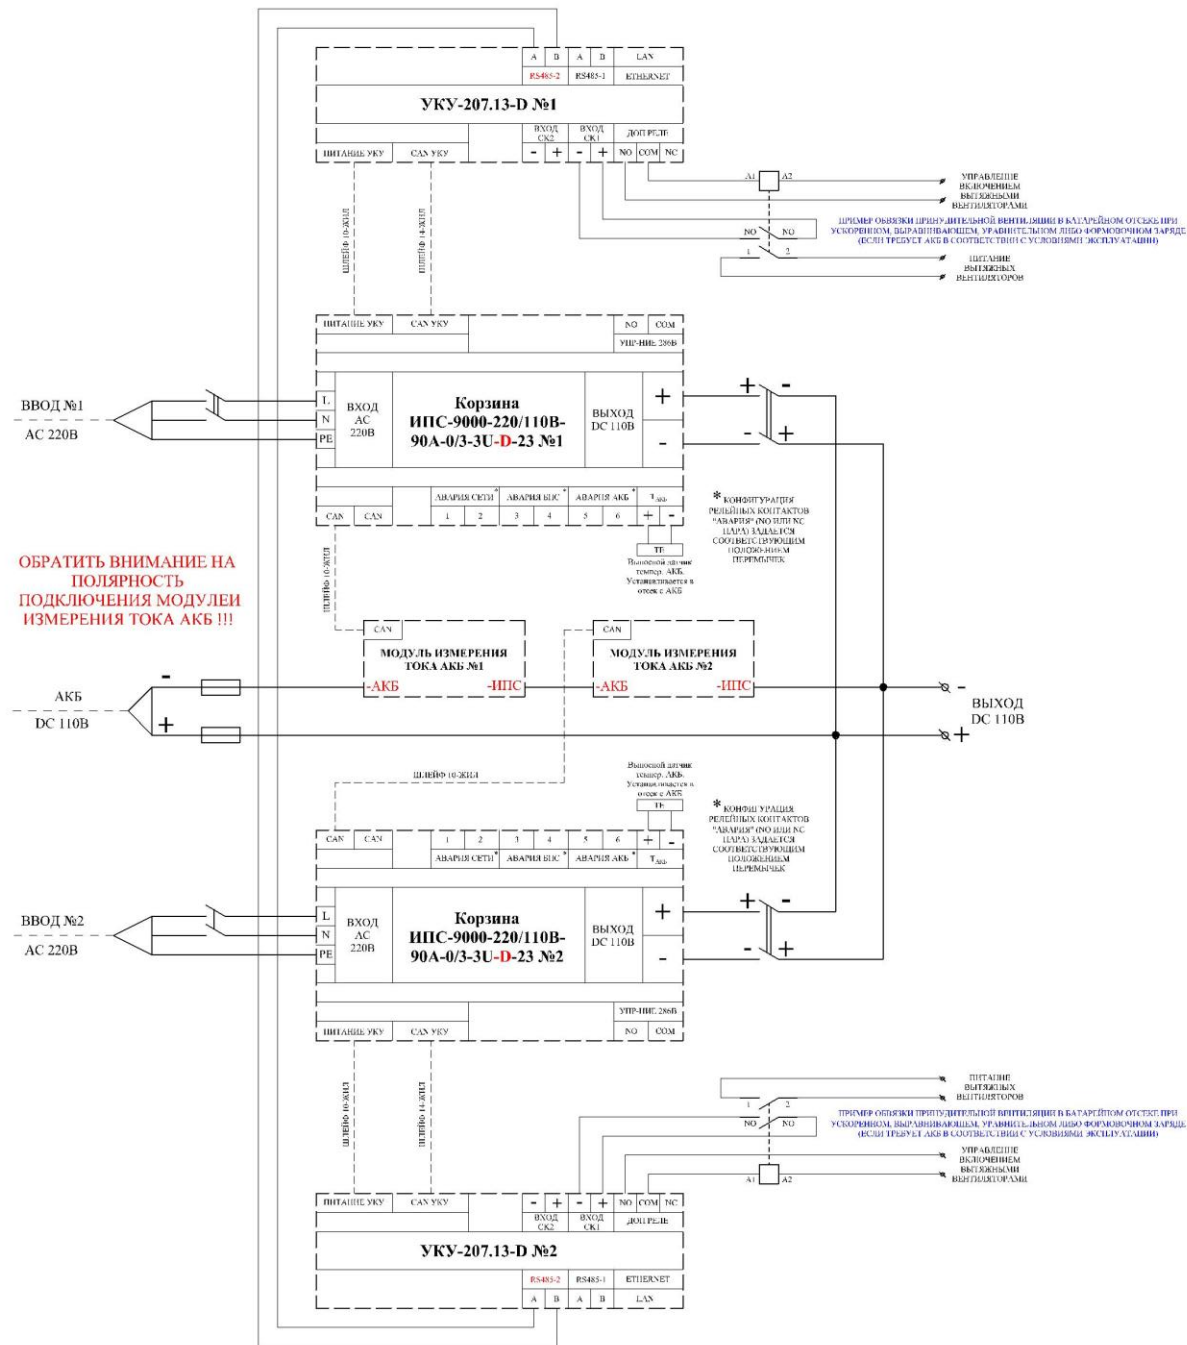 A B A B LAN
RS485-2 RS485-1 ETHERNET
УКУ-207.13-D №1
ВХОД СК2 ВХОД СК1 ДОП РЕЛЕ
ПИТАНИЕ УКУ CAN УКУ - + - + NO COM NC
A1 A2
УПРАВЛЕНИЕ
ВКЛЮЧЕНИЕМ
ВЫТЯЖНЫМИ
ВЕНТИЛЯТОРАМИ
ПРИМЕР ОБВЯЗКИ ПРИНУДИТЕЛЬНОЙ ВЕНТИЛЯЦИИ В БАТАРЕЙНОМ ОТСЕКЕ ПРИ
УСКОРЕННОМ, ВЫРАВНИВАЮЩЕМ, УРАВНИТЕЛЬНОМ ЛИБО ФОРМОВОЧНОМ ЗАРЯДЕ
(ЕСЛИ ТРЕБУЕТ АКБ В СООТВЕТСТВИИ С УСЛОВИЯМИ ЭКСПЛУАТАЦИИ)
NO NO
1 2
ПИТАНИЕ
ВЫТЯЖНЫХ
ВЕНТИЛЯТОРОВ
ШЛЕЙФ 10-ЖИЛ
ШЛЕЙФ 14-ЖИЛ
ПИТАНИЕ УКУ CAN УКУ NO COM
УПР-НИЕ 286В
ВВОД №1
AC 220В
L
N
PE
ВХОД
AC
220В
Корзина
ИПС-9000-220/110В-
90А-0/3-3U-D-23 №1
ВЫХОД
DC 110В
+
-
+ -
- +
АВАРИЯ СЕТИ* АВАРИЯ БПС* АВАРИЯ АКБ* TАКБ
CAN CAN 1 2 3 4 5 6 + -
TE
Выносной датчик
темпер. АКБ.
Устанавливается в
отсек с АКБ
* КОНФИГУРАЦИЯ
РЕЛЕЙНЫХ КОНТАКТОВ
"АВАРИЯ" (NO ИЛИ NC
ПАРА) ЗАДАЕТСЯ
СООТВЕТСТВУЮЩИМ
ПОЛОЖЕНИЕМ
ПЕРЕМЫЧЕК
ШЛЕЙФ 10-ЖИЛ
ОБРАТИТЬ ВНИМАНИЕ НА
ПОЛЯРНОСТЬ
ПОДКЛЮЧЕНИЯ МОДУЛЕЙ
ИЗМЕРЕНИЯ ТОКА АКБ !!!
CAN
МОДУЛЬ ИЗМЕРЕНИЯ
ТОКА АКБ №1
-АКБ -ИПС
CAN
МОДУЛЬ ИЗМЕРЕНИЯ
ТОКА АКБ №2
-АКБ -ИПС
АКБ
DC 110В
-
+
-
+
ВЫХОД
DC 110В
ШЛЕЙФ 10-ЖИЛ
Выносной датчик
темпер. АКБ.
Устанавливается в
отсек с АКБ
TE
* КОНФИГУРАЦИЯ
РЕЛЕЙНЫХ КОНТАКТОВ
"АВАРИЯ" (NO ИЛИ NC
ПАРА) ЗАДАЕТСЯ
СООТВЕТСТВУЮЩИМ
ПОЛОЖЕНИЕМ
ПЕРЕМЫЧЕК
CAN CAN 1 2 3 4 5 6 + -
АВАРИЯ СЕТИ* АВАРИЯ БПС* АВАРИЯ АКБ* TАКБ
ВВОД №2
AC 220В
L
N
PE
ВХОД
AC
220В
Корзина
ИПС-9000-220/110В-
90А-0/3-3U-D-23 №2
ВЫХОД
DC 110В
+
-
+ -
- +
УПР-НИЕ 286В
ПИТАНИЕ УКУ CAN УКУ NO COM
ШЛЕЙФ 10-ЖИЛ
ШЛЕЙФ 14-ЖИЛ
ПИТАНИЕ
ВЫТЯЖНЫХ
ВЕНТИЛЯТОРОВ
1 2
NO NO
ПРИМЕР ОБВЯЗКИ ПРИНУДИТЕЛЬНОЙ ВЕНТИЛЯЦИИ В БАТАРЕЙНОМ ОТСЕКЕ ПРИ
УСКОРЕННОМ, ВЫРАВНИВАЮЩЕМ, УРАВНИТЕЛЬНОМ ЛИБО ФОРМОВОЧНОМ ЗАРЯДЕ
(ЕСЛИ ТРЕБУЕТ АКБ В СООТВЕТСТВИИ С УСЛОВИЯМИ ЭКСПЛУАТАЦИИ)
УПРАВЛЕНИЕ
ВКЛЮЧЕНИЕМ
ВЫТЯЖНЫМИ
ВЕНТИЛЯТОРАМИ
A1 A2
ПИТАНИЕ УКУ CAN УКУ - + - + NO COM NC
ВХОД СК2 ВХОД СК1 ДОП РЕЛЕ
УКУ-207.13-D №2
RS485-2 RS485-1 ETHERNET
A B A B LAN